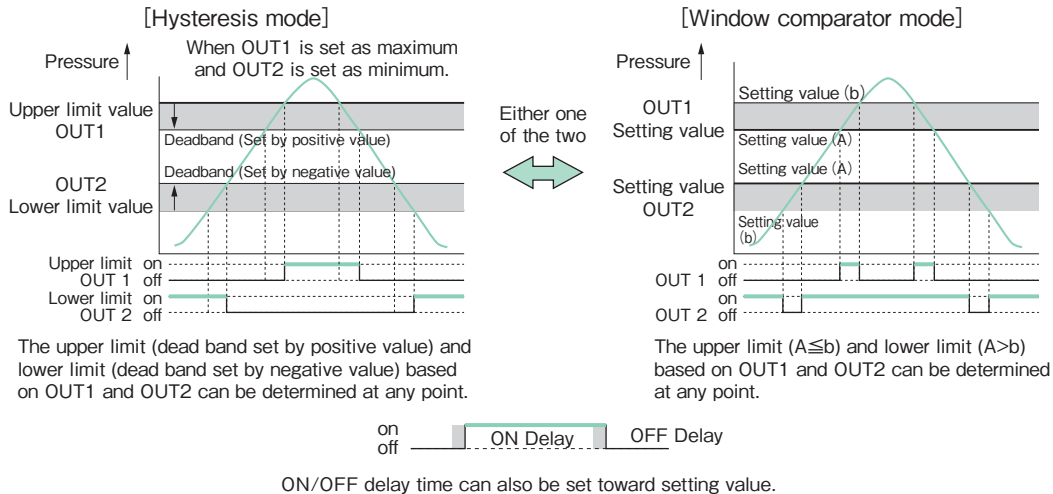 [Hysteresis mode]
When OUT1 is set as maximum
and OUT2 is set as minimum.
Pressure
Upper limit value
OUT1
Deadband (Set by positive value)
Deadband (Set by negative value)
OUT2
Lower limit value
Upper limit on
OUT 1 off
Lower limit on
OUT 2 off
The upper limit (dead band set by positive value) and
lower limit (dead band set by negative value) based
on OUT1 and OUT2 can be determined at any point.
Either one
of the two
[Window comparator mode]
Pressure
Setting value (b)
OUT1
Setting value
Setting value (A)
Setting value (A)
Setting value
OUT2
Setting value
(b)
on
OUT 1 off
on
OUT 2 off
The upper limit (A≦b) and lower limit (A>b)
based on OUT1 and OUT2 can be determined
at any point.
on
off
ON Delay
OFF Delay
ON/OFF delay time can also be set toward setting value.